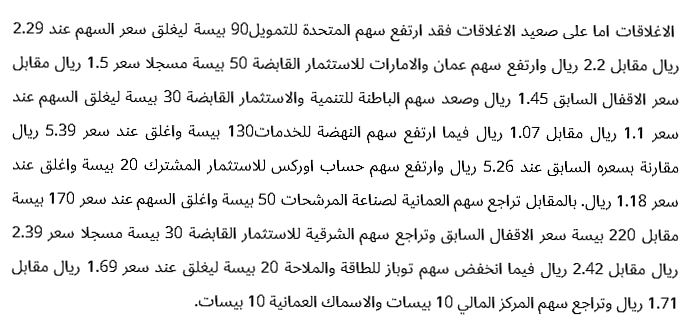 الاغلاقات اما على صعيد الاغلاقات فقد ارتفع سهم المتحدة للتمويل90 بيسة ليغلق سعر السهم عند 2.29
ريال مقابل 2.2 ريال وارتفع سهم عمان والامارات للاستثمار القابضة 50 بيسة مسجلا سعر 1.5 ريال مقابل
سعر الاقفال السابق 1.45 ريال وصعد سهم الباطنة للتنمية والاستثمار القابضة 30 بيسة ليغلق السهم عند
سعر 1.1 ريال مقابل 1.07 ريال فيما ارتفع سهم النهضة للخدمات130 بيسة واغلق عند سعر 5.39 ريال
مقارنة بسعره السابق عند 5.26 ريال وارتفع سهم حساب اوركس للاستثمار المشترك 20 بيسة واغلق عند
سعر 1.18 ريال. بالمقابل تراجع سهم العمانية لصناعة المرشحات 50 بيسة واغلق السهم عند سعر 170 بيسة
مقابل 220 بيسة سعر الاقفال السابق وتراجع سهم الشرقية للاستثمار القابضة 30 بيسة مسجلا سعر 2.39
ريال مقابل 2.42 ريال فيما انخفض سهم توباز للطاقة والملاحة 20 بيسة ليغلق عند سعر 1.69 ريال مقابل
1.71 ريال وتراجع سهم المركز المالي 10 بيسات والاسماك العمانية 10 بيسات.